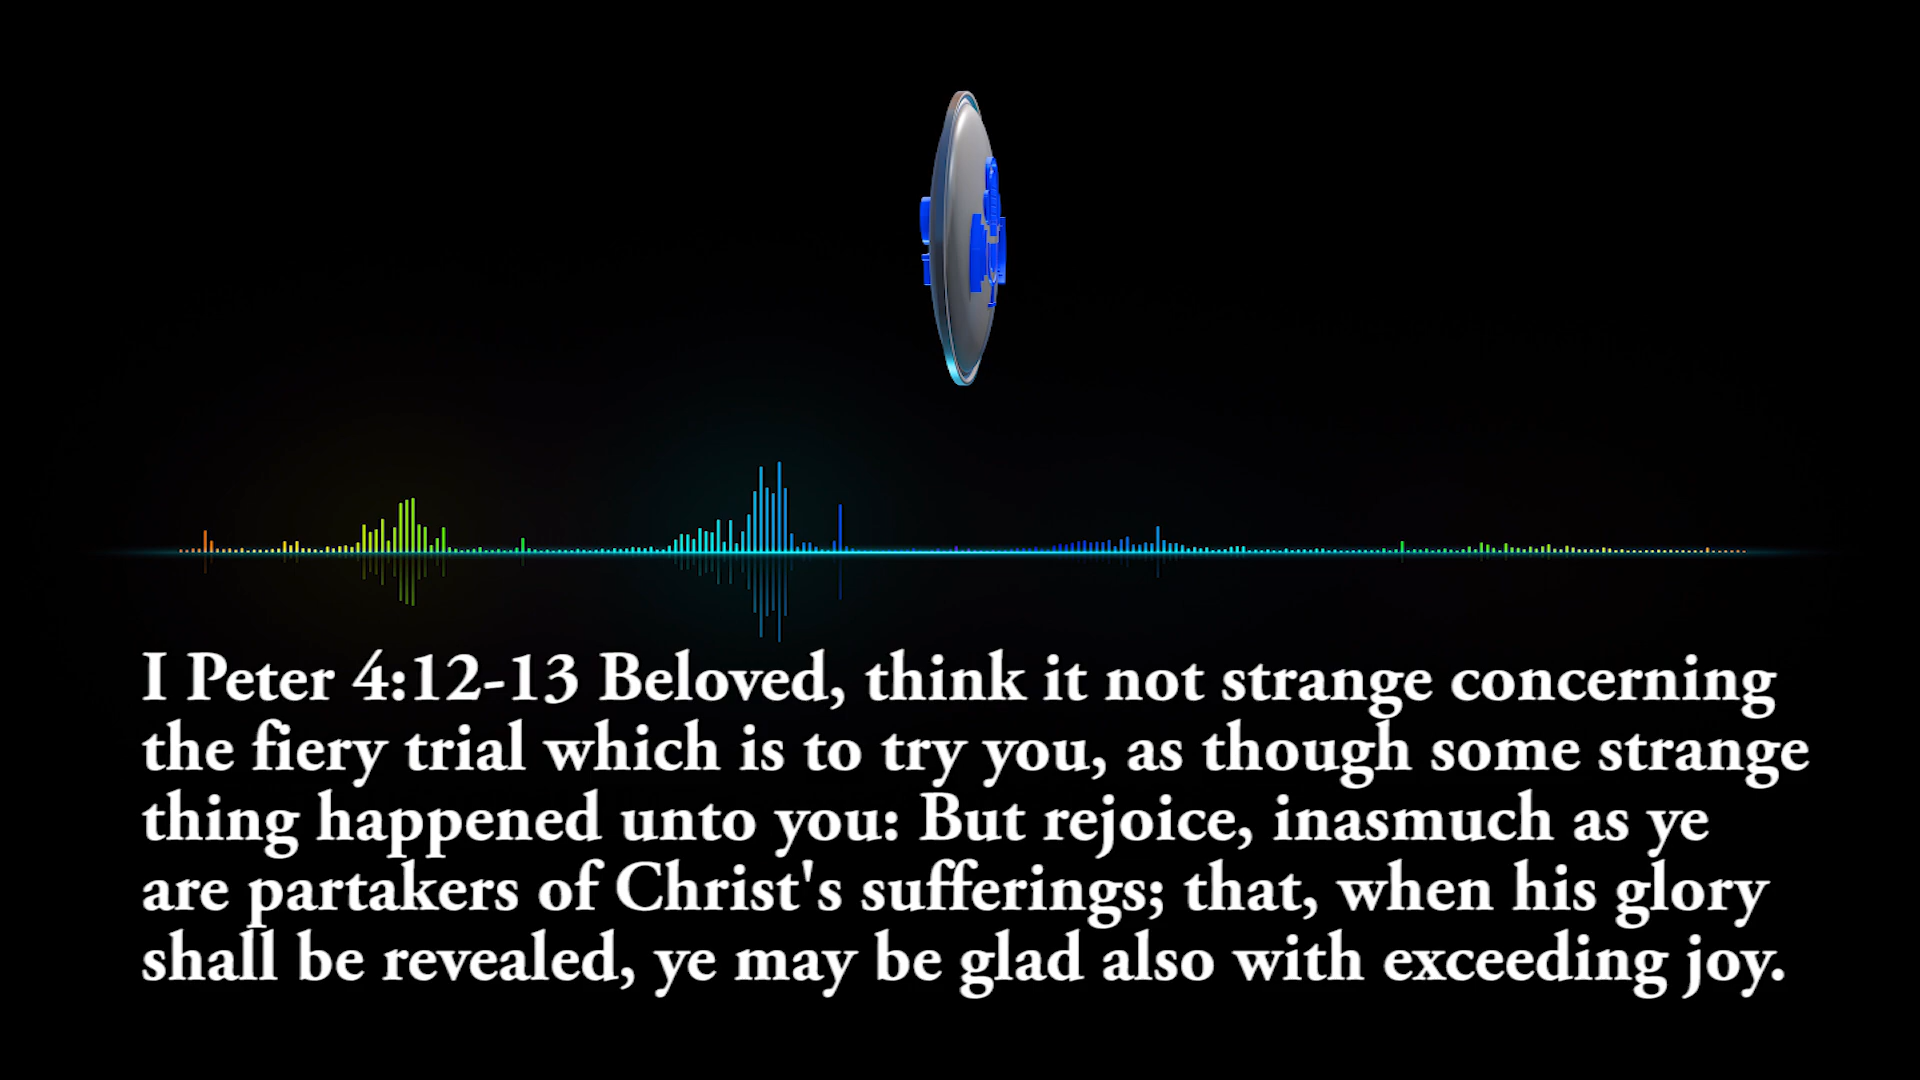 I Peter 4:12-13 Beloved, think it not strange concerning
the fiery trial which is to try you, as though some strange
thing happened unto you: But rejoice, inasmuch as ye
are partakers of Christ's sufferings; that, when his glory
shall be revealed, ye may be glad also with exceeding joy.